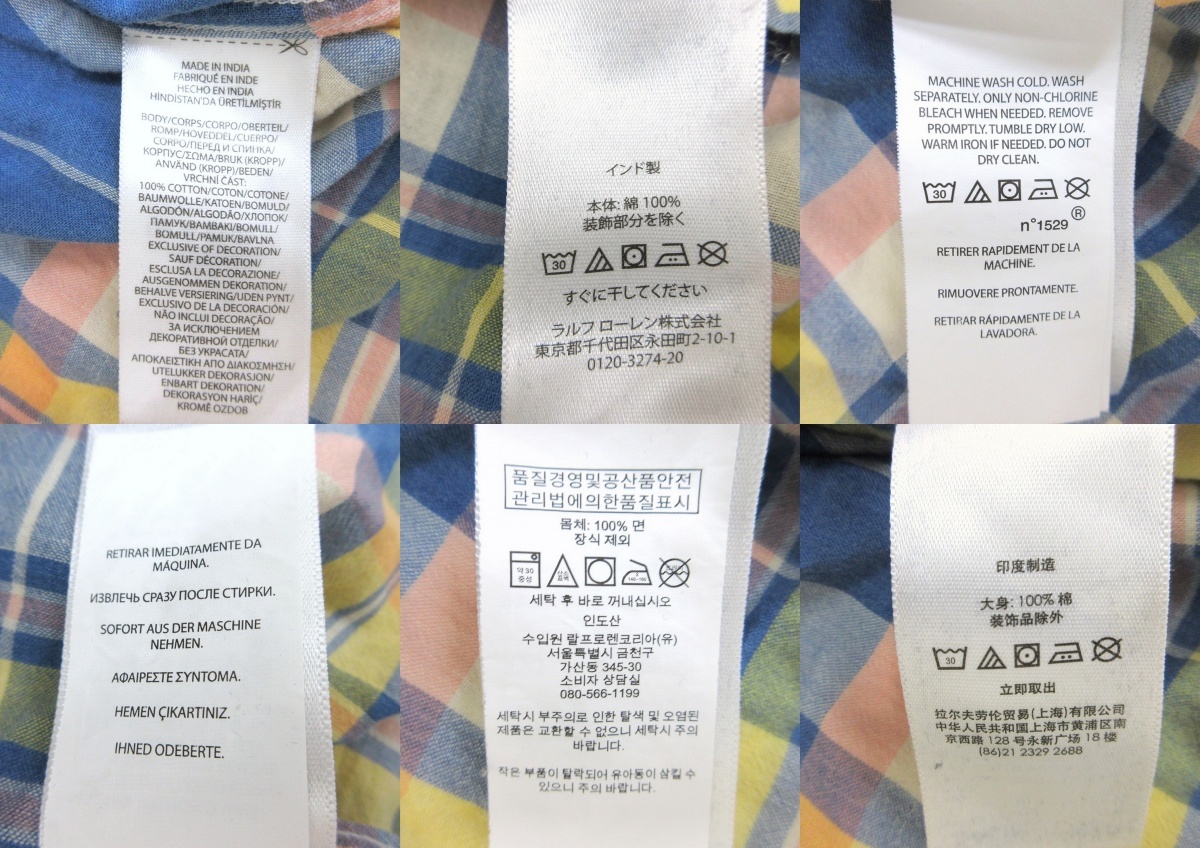 MADE IN INDIA
FABRIQUÉ EN INDE
HECHO EN INDIA
HİNDİSTAN'DA ÜRETİLMİŞTİR
BODY/CORPS/CORPO/OBERTEIL/
ROMP/HOVEDDEL/CUERPO/
CORPO/ПЕРЕД И СПИНКА/
КОРПУС/ΣΩΜΑ/BRUK (KROPP)/
ANVÄND (KROPP)/BEDEN/
VRCHNÍ ČÁST:
100% COTTON/COTON/COTONE/
BAUMWOLLE/KATOEN/BOMULD/
ALGODÓN/ALGODÃO/ХЛОПОК/
ПАМУК/BAMBAKI/BOMULL/
BOMULL/PAMUK/BAVLNA
EXCLUSIVE OF DECORATION/
SAUF DÉCORATION/
ESCLUSA LA DECORAZIONE/
AUSGENOMMEN DEKORATION/
BEHALVE VERSIERING/UDEN PYNT/
EXCLUSIVO DE LA DECORACIÓN/
NÃO INCLUI DECORAÇÃO/
ЗА ИСКЛЮЧЕНИЕМ
ДЕКОРАТИВНОЙ ОТДЕЛКИ/
БЕЗ УКРАСАТА/
ΑΠΟΚΛΕΙΣΤΙΚΗ ΑΠΟ ΔΙΑΚΟΣΜΗΣΗ/
UTELUKKER DEKORASJON/
ENBART DEKORATION/
DEKORASYON HARİÇ/
KROMĚ OZDOB
インド製
本体: 綿 100%
装飾部分を除く
30
すぐに干してください
ラルフ ローレン株式会社
東京都千代田区永田町2-10-1
0120-3274-20
MACHINE WASH COLD. WASH
SEPARATELY. ONLY NON-CHLORINE
BLEACH WHEN NEEDED. REMOVE
PROMPTLY. TUMBLE DRY LOW.
WARM IRON IF NEEDED. DO NOT
DRY CLEAN.
30
n°1529®
RETIRER RAPIDEMENT DE LA
MACHINE.
RIMUOVERE PRONTAMENTE.
RETIRAR RÁPIDAMENTE DE LA
LAVADORA.
RETIRAR IMEDIATAMENTE DA
MÁQUINA.
ИЗВЛЕЧЬ СРАЗУ ПОСЛЕ СТИРКИ.
SOFORT AUS DER MASCHINE
NEHMEN.
ΑΦΑΙΡΕΣΤΕ ΣΥΝΤΟΜΑ.
HEMEN ÇIKARTINIZ.
IHNED ODEBERTE.
품질경영및공산품안전
관리법에의한품질표시
몸체: 100% 면
장식 제외
약 30
중성
세탁 후 바로 꺼내십시오
인도산
수입원 랄프로렌코리아(유)
서울특별시 금천구
가산동 345-30
소비자 상담실
080-566-1199
세탁시 부주의로 인한 탈색 및 오염된
제품은 교환할 수 없으니 세탁시 주의
바랍니다.
작은 부품이 탈락되어 유아동이 삼킬 수
있으니 주의 바랍니다.
印度制造
大身: 100% 棉
装饰品除外
30
立即取出
拉尔夫劳伦贸易(上海)有限公司
中华人民共和国上海市黄浦区南
京西路 128 号永新广场 18 楼
(86)21 2329 2688